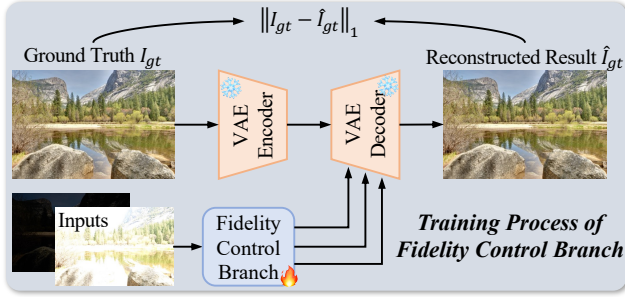 ‖I_gt − Î_gt‖_1
Ground Truth I_gt
Reconstructed Result Î_gt
VAE
Encoder
VAE
Decoder
Inputs
Fidelity
Control
Branch
Training Process of
Fidelity Control Branch